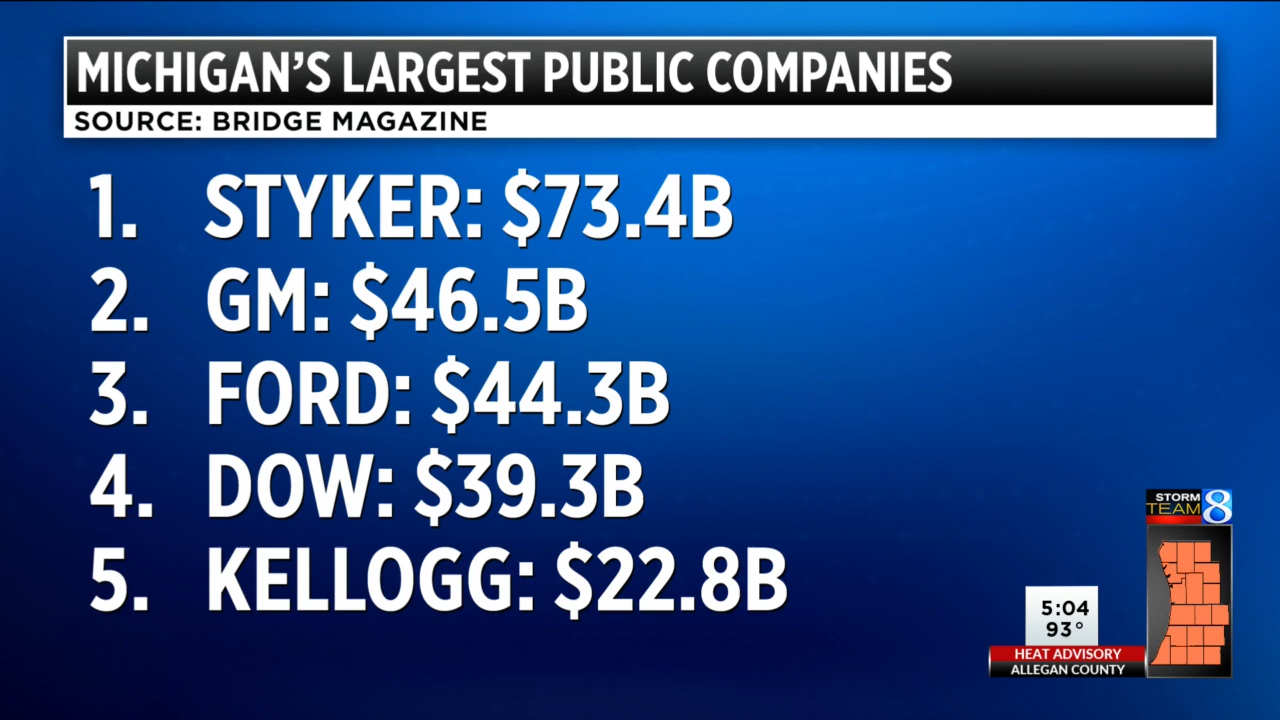 MICHIGAN'S LARGEST PUBLIC COMPANIES
SOURCE: BRIDGE MAGAZINE
1. STYKER: $73.4B
2. GM: $46.5B
3. FORD: $44.3B
4. DOW: $39.3B
5. KELLOGG: $22.8B
STORM
TEAM 8
5:04
93°
HEAT ADVISORY
ALLEGAN COUNTY